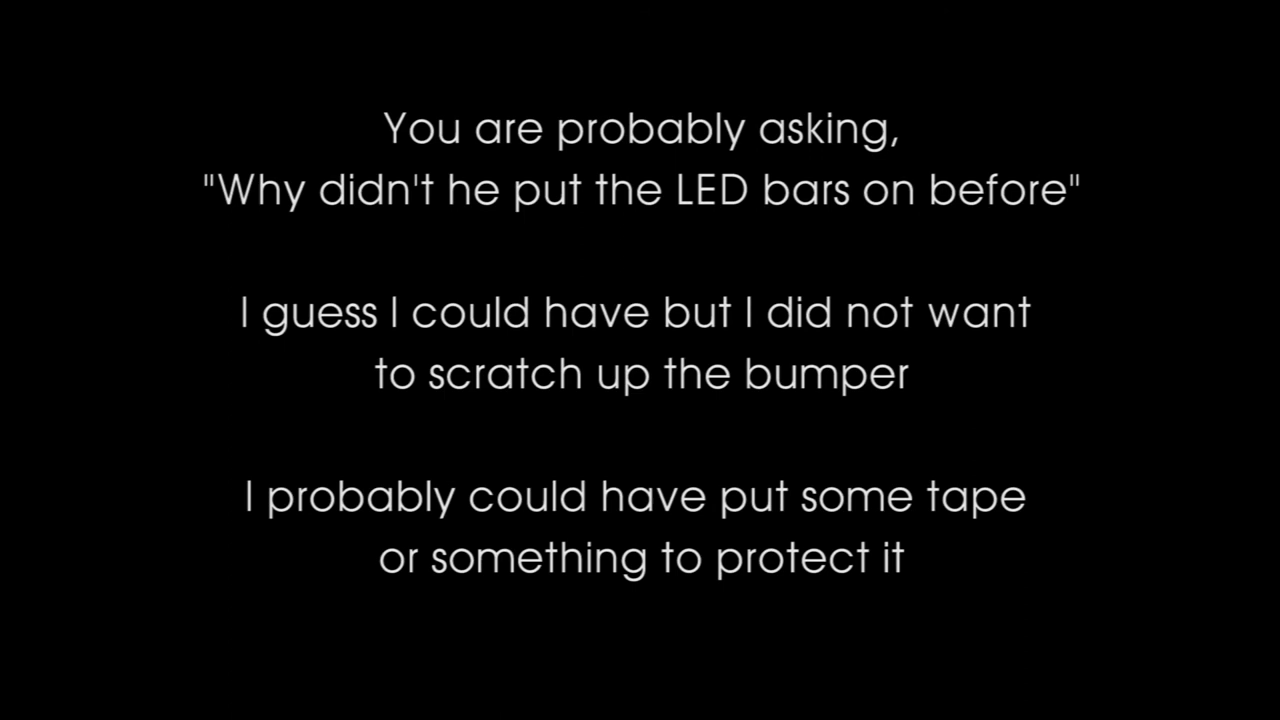 You are probably asking,
"Why didn't he put the LED bars on before"
I guess I could have but I did not want
to scratch up the bumper
I probably could have put some tape
or something to protect it